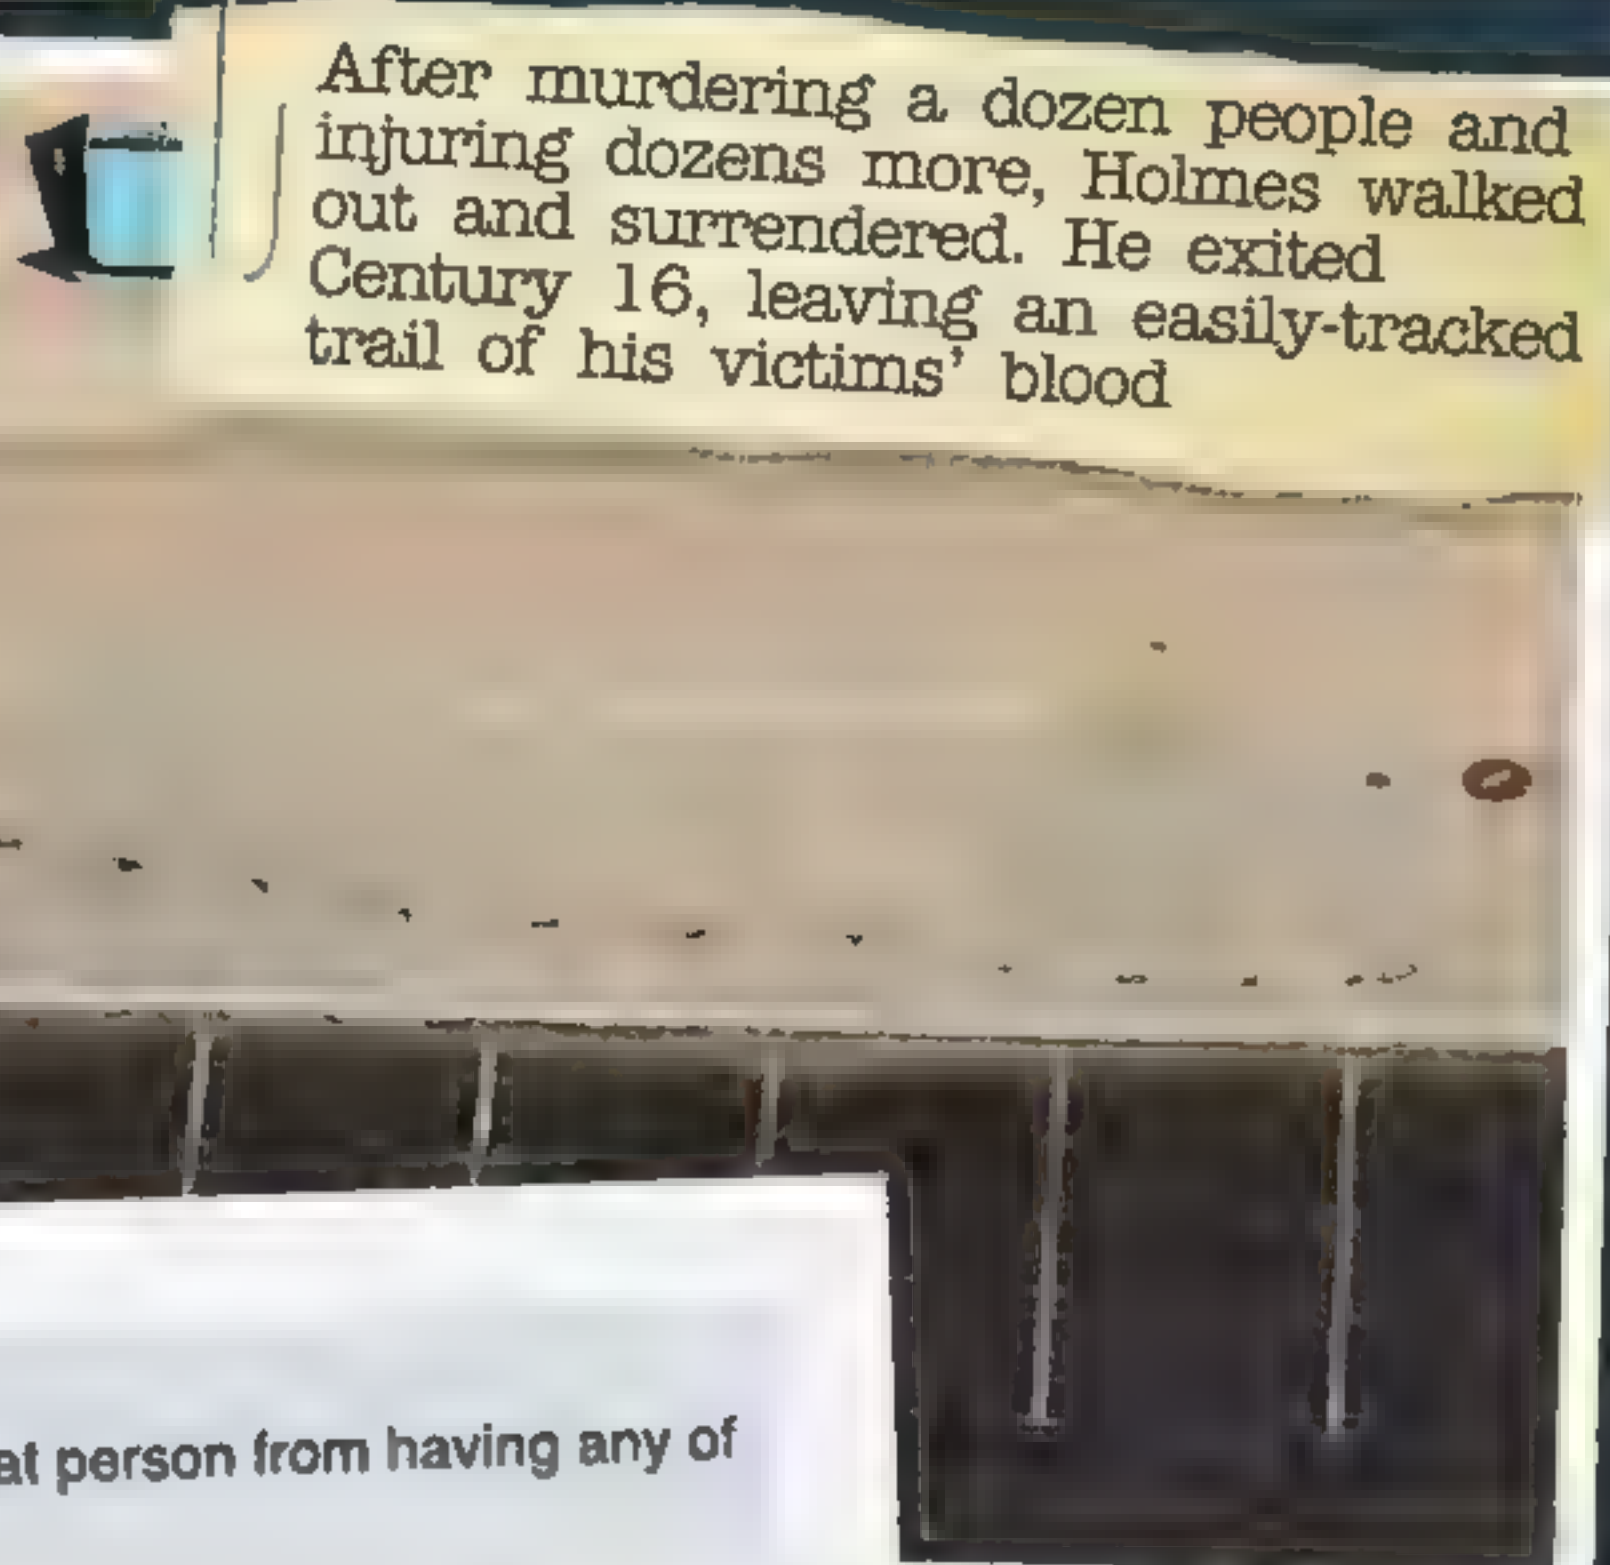 After murdering a dozen people and
injuring dozens more, Holmes walked
out and surrendered. He exited
Century 16, leaving an easily-tracked
trail of his victims’ blood
person from having any of